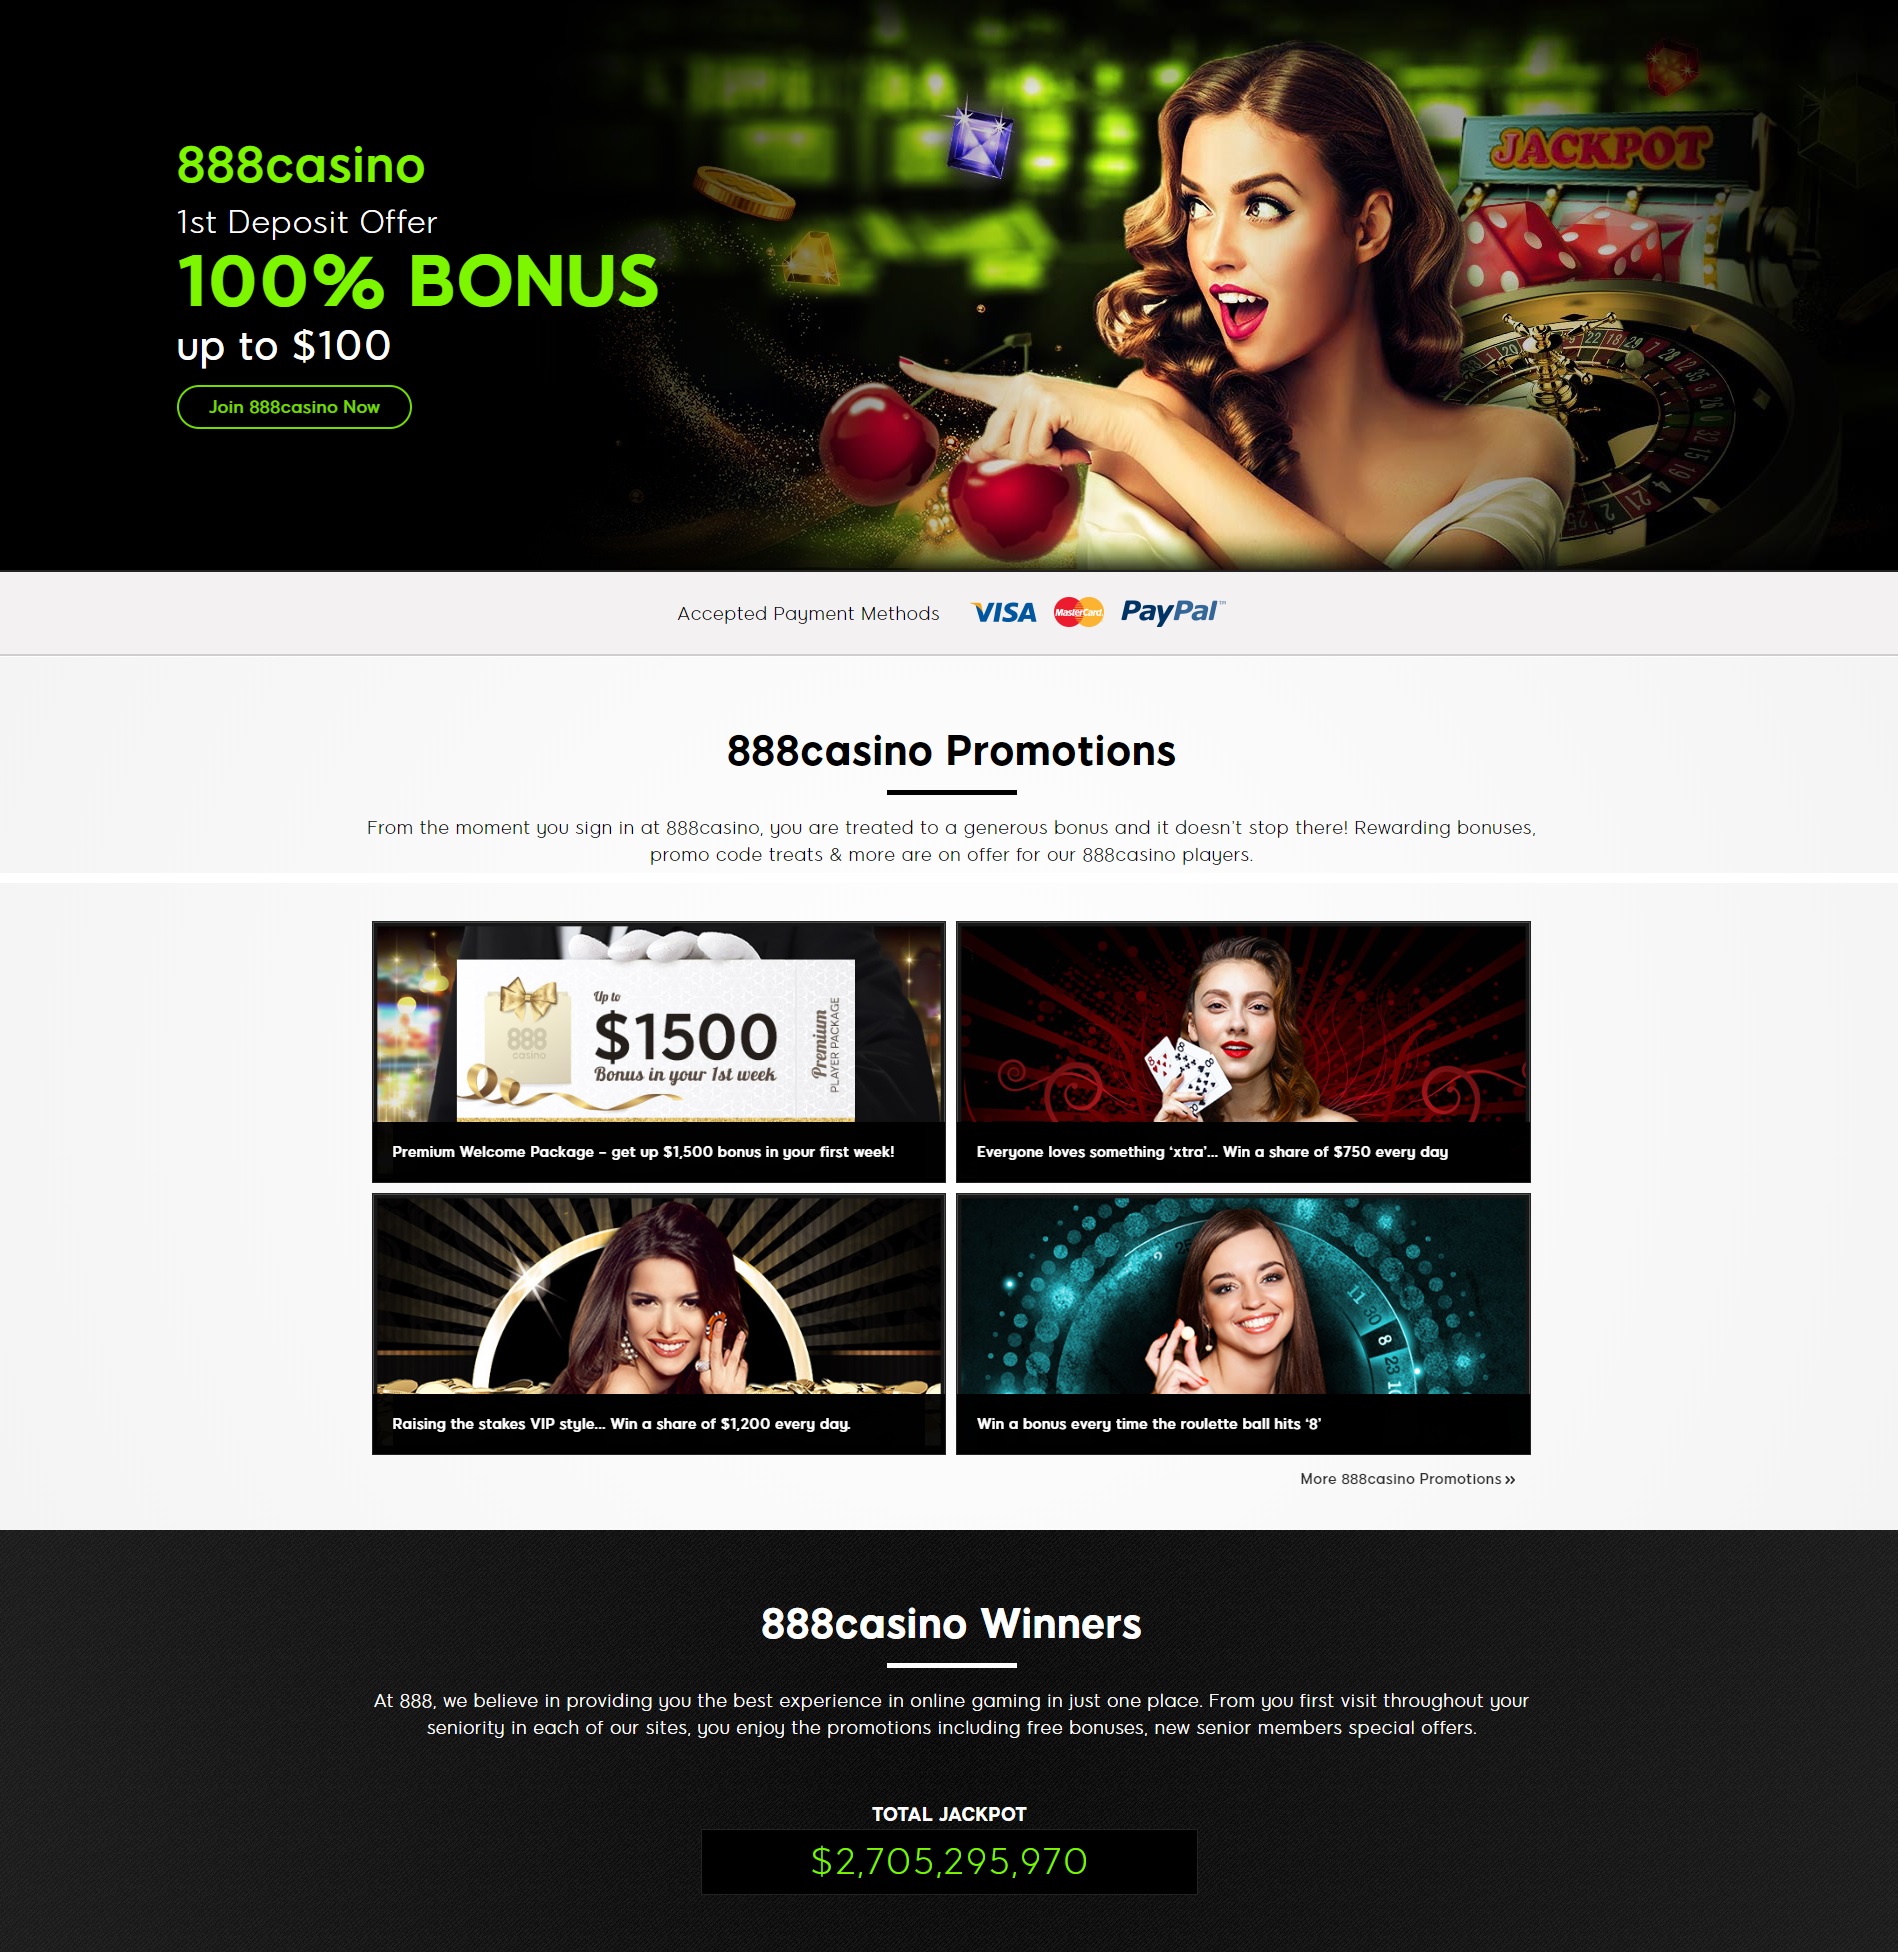 888casino
1st Deposit Offer
100% BONUS
up to $100
Join 888casino Now
JACKPOT
Accepted Payment Methods VISA MasterCard PayPal™
888casino Promotions
From the moment you sign in at 888casino, you are treated to a generous bonus and it doesn't stop there! Rewarding bonuses,
promo code treats & more are on offer for our 888casino players.
888
casino
Up to
$1500
Bonus in your 1st week
Premium
PLAYER PACKAGE
Premium Welcome Package – get up $1,500 bonus in your first week!
Everyone loves something ‘xtra’... Win a share of $750 every day
Raising the stakes VIP style... Win a share of $1,200 every day.
11 30 8 23 10
Win a bonus every time the roulette ball hits ‘8’
More 888casino Promotions »
888casino Winners
At 888, we believe in providing you the best experience in online gaming in just one place. From you first visit throughout your
seniority in each of our sites, you enjoy the promotions including free bonuses, new senior members special offers.
TOTAL JACKPOT
$2,705,295,970